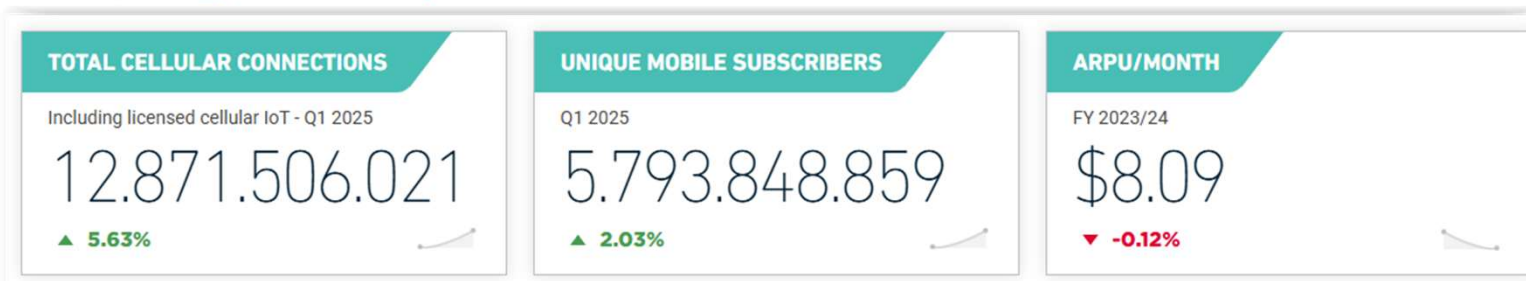 TOTAL CELLULAR CONNECTIONS
Including licensed cellular IoT - Q1 2025
12.871.506.021
▲ 5.63%
UNIQUE MOBILE SUBSCRIBERS
Q1 2025
5.793.848.859
▲ 2.03%
ARPU/MONTH
FY 2023/24
$8.09
▼ -0.12%